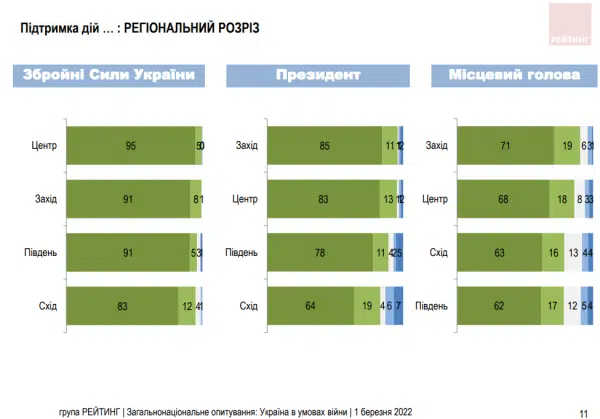 Підтримка дій … : РЕГІОНАЛЬНИЙ РОЗРІЗ
РЕЙТИНГ
Збройні Сили України
Центр 95 5 0
Захід 91 8 1
Південь 91 5 3 1
Схід 83 12 4 1
Президент
Захід 85 11 1 1 2
Центр 83 13 1 1 2
Південь 78 11 4 2 5
Схід 64 19 4 6 7
Місцевий голова
Захід 71 19 6 3 1
Центр 68 18 8 3 3
Схід 63 16 13 4 4
Південь 62 17 12 5 4
група РЕЙТИНГ | Загальнонаціональне опитування: Україна в умовах війни | 1 березня 2022
11